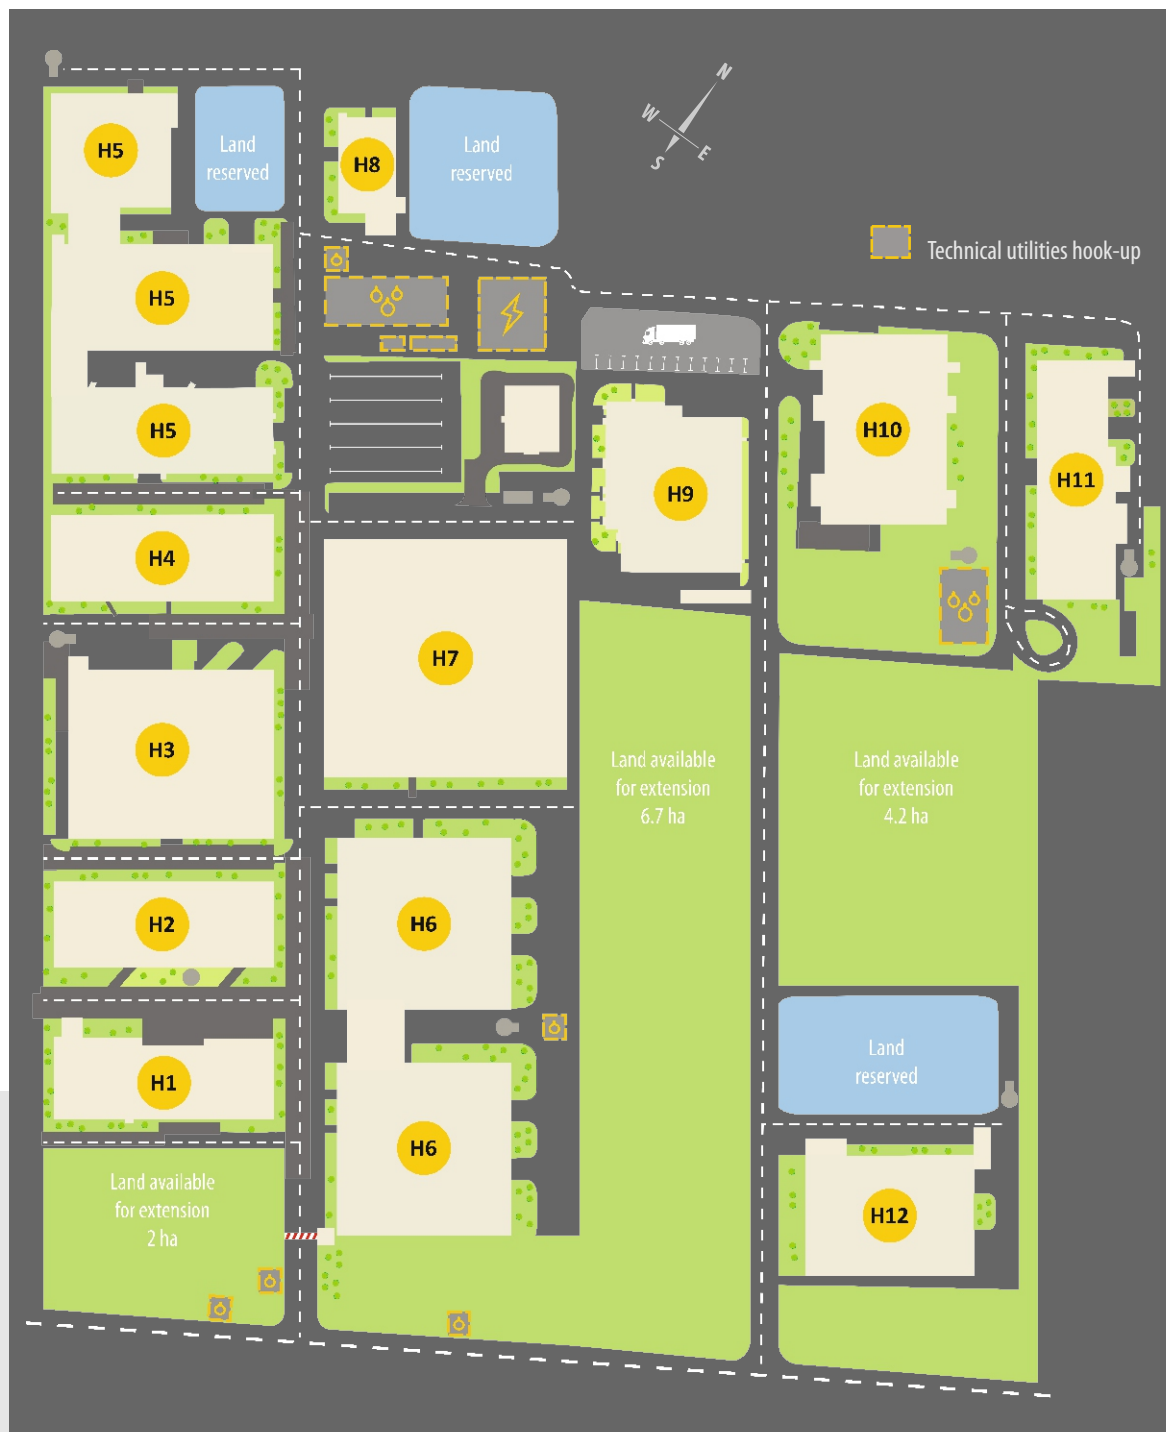 N
W
S
E
H5
Land
reserved
H8
Land
reserved
Technical utilities hook-up
H5
H5
H10
H11
H9
H4
H7
H3
Land available
for extension
6.7 ha
Land available
for extension
4.2 ha
H2
H6
Land
reserved
H1
H6
Land available
for extension
2 ha
H12